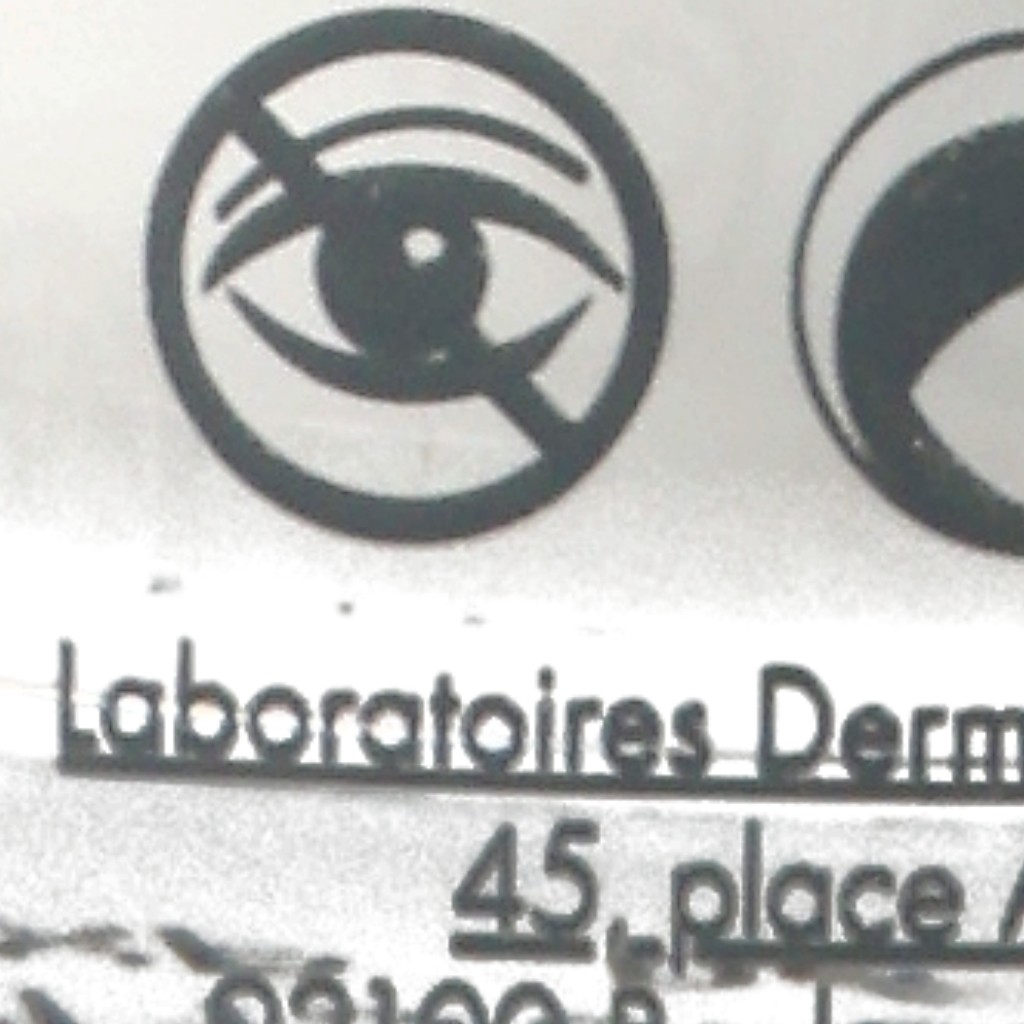 Laboratoires Derm
45, place